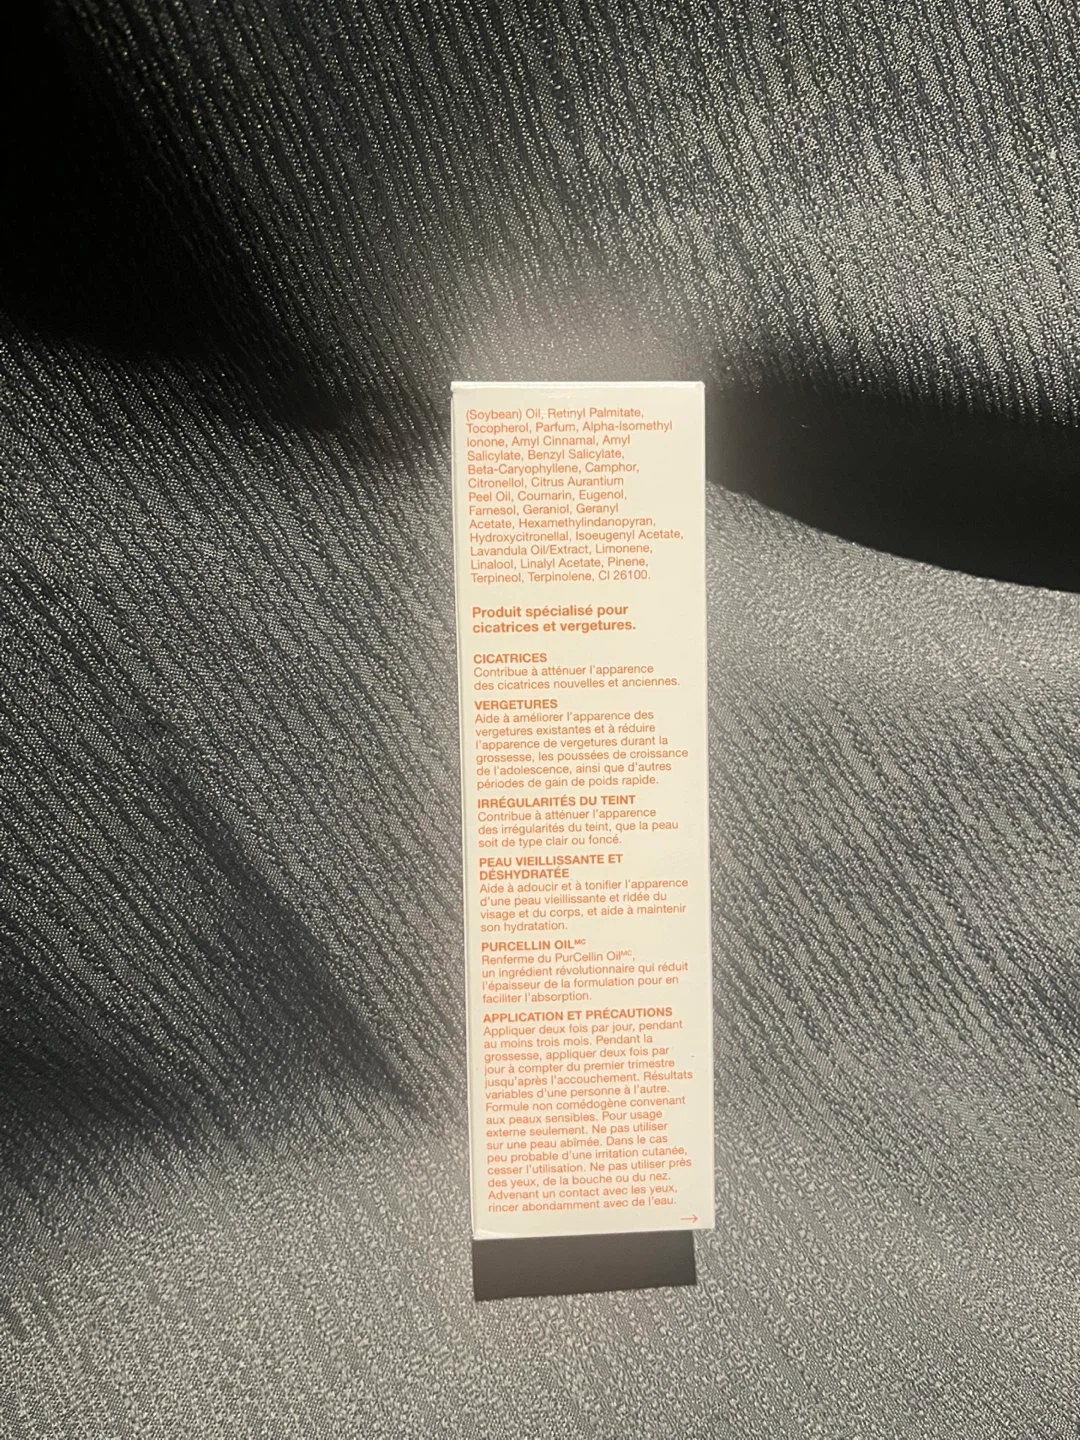 (Soybean) Oil, Retinyl Palmitate,
Tocopherol, Parfum, Alpha-Isomethyl
Ionone, Amyl Cinnamal, Amyl
Salicylate, Benzyl Salicylate,
Beta-Caryophyllene, Camphor,
Citronellol, Citrus Aurantium
Peel Oil, Coumarin, Eugenol,
Farnesol, Geraniol, Geranyl
Acetate, Hexamethylindanopyran,
Hydroxycitronellal, Isoeugenyl Acetate,
Lavandula Oil/Extract, Limonene,
Linalool, Linalyl Acetate, Pinene,
Terpineol, Terpinolene, CI 26100.
Produit spécialisé pour
cicatrices et vergetures.
CICATRICES
Contribue à atténuer l'apparence
des cicatrices nouvelles et anciennes.
VERGETURES
Aide à améliorer l'apparence des
vergetures existantes et à réduire
l'apparence de vergetures durant la
grossesse, les poussées de croissance
de l'adolescence, ainsi que d'autres
périodes de gain de poids rapide.
IRRÉGULARITÉS DU TEINT
Contribue à atténuer l'apparence
des irrégularités du teint, que la peau
soit de type clair ou foncé.
PEAU VIEILLISSANTE ET
DÉSHYDRATÉE
Aide à adoucir et à tonifier l'apparence
d'une peau vieillissante et ridée du
visage et du corps, et aide à maintenir
son hydratation.
PURCELLIN OILᴹᶜ
Renferme du PurCellin Oilᴹᶜ,
un ingrédient révolutionnaire qui réduit
l'épaisseur de la formulation pour en
faciliter l'absorption.
APPLICATION ET PRÉCAUTIONS
Appliquer deux fois par jour, pendant
au moins trois mois. Pendant la
grossesse, appliquer deux fois par
jour à compter du premier trimestre
jusqu'après l'accouchement. Résultats
variables d'une personne à l'autre.
Formule non comédogène convenant
aux peaux sensibles. Pour usage
externe seulement. Ne pas utiliser
sur une peau abîmée. Dans le cas
peu probable d'une irritation cutanée,
cesser l'utilisation. Ne pas utiliser près
des yeux, de la bouche ou du nez.
Advenant un contact avec les yeux,
rincer abondamment avec de l'eau.
→